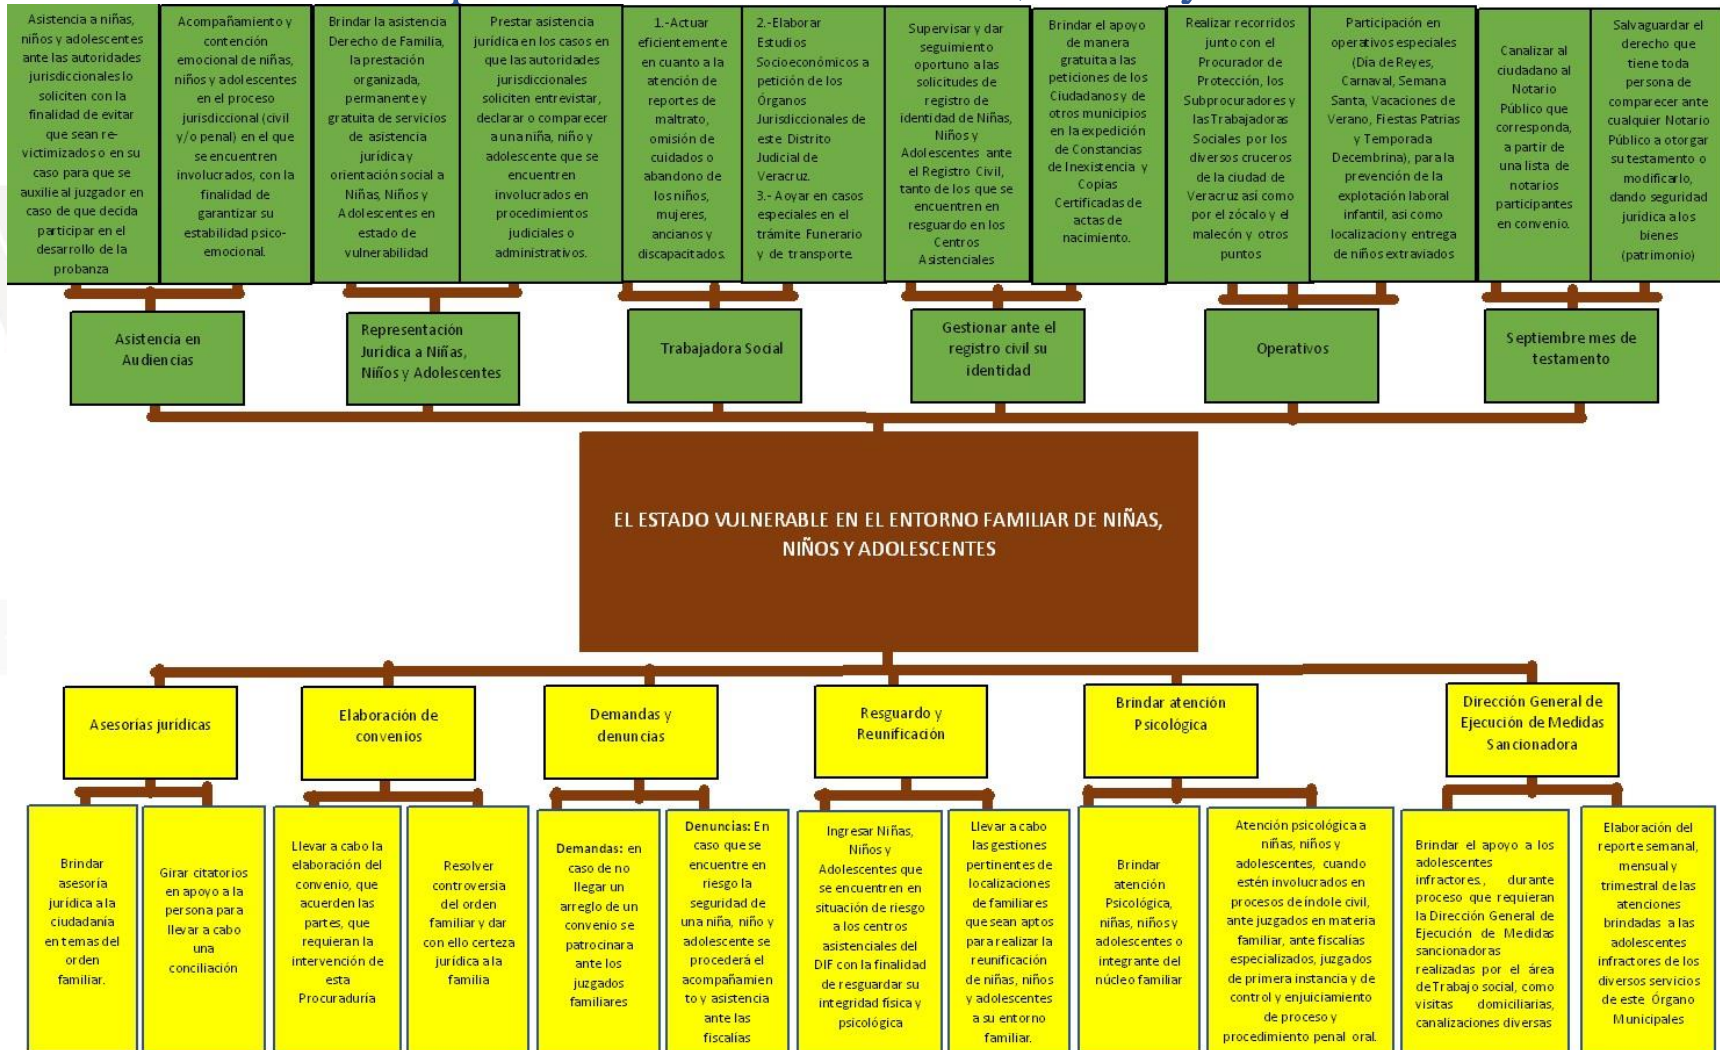 Asistencia a niñas,
niños y adolescentes
ante las autoridades
jurisdiccionales lo
soliciten con la
finalidad de evitar
que sean re-
victimizados o en su
caso para que se
auxilie al juzgador en
caso de que decida
participar en el
desarrollo de la
probanza
Acompañamiento y
contención
emocional de niñas,
niños y adolescentes
en el proceso
jurisdiccional (civil
y/o penal) en el que
se encuentren
involucrados, con la
finalidad de
garantizar su
estabilidad psico-
emocional.
Brindar la asistencia
Derecho de Familia,
la prestación
organizada,
permanente y
gratuita de servicios
de asistencia
jurídica y
orientación social a
Niñas, Niños y
Adolescentes en
estado de
vulnerabilidad
Prestar asistencia
jurídica en los casos en
que las autoridades
jurisdiccionales
soliciten entrevistar,
declarar o comparecer
a una niña, niño y
adolescente que se
encuentren
involucrados en
procedimientos
judiciales o
administrativos.
1.-Actuar
eficientemente
en cuanto a la
atención de
reportes de
maltrato,
omisión de
cuidados o
abandono de
los niños,
mujeres,
ancianos y
discapacitados.
2.-Elaborar
Estudios
Socioeconómicos a
petición de los
Órganos
Jurisdiccionales de
este Distrito
Judicial de
Veracruz.
3.- Aoyar en casos
especiales en el
trámite Funerario
y de transporte
Supervisar y dar
seguimiento
oportuno a las
solicitudes de
registro de
identidad de Niñas,
Niños y
Adolescentes ante
el Registro Civil,
tanto de los que se
encuentren en
resguardo en los
Centros
Asistenciales
Brindar el apoyo
de manera
gratuita a las
peticiones de los
Ciudadanos y de
otros municipios
en la expedición
de Constancias
de Inexistencia y
Copias
Certificadas de
actas de
nacimiento.
Realizar recorridos
junto con el
Procurador de
Protección, los
Subprocuradores y
las Trabajadoras
Sociales por los
diversos cruceros
de la ciudad de
Veracruz así como
por el zócalo y el
malecón y otros
puntos
Participación en
operativos especiales
(Día de Reyes,
Carnaval, Semana
Santa, Vacaciones de
Verano, Fiestas Patrias
y Temporada
Decembrina), para la
prevención de la
explotación laboral
infantil, asi como
localizacion y entrega
de niños extraviados
Canalizar al
ciudadano al
Notario
Público que
corresponda,
a partir de
una lista de
notarios
participantes
en convenio.
Salvaguardar el
derecho que
tiene toda
persona de
comparecer ante
cualquier Notario
Público a otorgar
su testamento o
modificarlo,
dando seguridad
jurídica a los
bienes
(patrimonio)
Asistencia en
Audiencias
Representación
Jurídica a Niñas,
Niños y Adolescentes
Trabajadora Social
Gestionar ante el
registro civil su
identidad
Operativos
Septiembre mes de
testamento
EL ESTADO VULNERABLE EN EL ENTORNO FAMILIAR DE NIÑAS,
NIÑOS Y ADOLESCENTES
Asesorías jurídicas
Elaboración de
convenios
Demandas y
denuncias
Resguardo y
Reunificación
Brindar atención
Psicológica
Dirección General de
Ejecución de Medidas
Sancionadora
Brindar
asesoría
jurídica a la
ciudadanía
en temas del
orden
familiar.
Girar citatorios
en apoyo a la
persona para
llevar a cabo
una
conciliación
Llevar a cabo la
elaboración del
convenio, que
acuerden las
partes, que
requieran la
intervención de
esta
Procuraduría
Resolver
controversia
del orden
familiar y dar
con ello certeza
jurídica a la
familia
Demandas: en
caso de no
llegar un
arreglo de un
convenio se
patrocinara
ante los
juzgados
familiares
Denuncias: En
caso que se
encuentre en
riesgo la
seguridad de
una niña, niño y
adolescente se
procederá el
acompañamien
to y asistencia
ante las
fiscalías
Ingresar Niñas,
Niños y
Adolescentes que
se encuentren en
situación de riesgo
a los centros
asistenciales del
DIF con la finalidad
de resguardar su
integridad física y
psicológica
Llevar a cabo
las gestiones
pertinentes de
localizaciones
de familiares
que sean aptos
para realizar la
reunificación
de niñas, niños
y adolescentes
a su entorno
familiar.
Brindar
atención
Psicológica,
niñas, niños y
adolescentes o
integrante del
núcleo familiar
Atención psicológica a
niñas, niños y
adolescentes, cuando
estén involucrados en
procesos de indole civil,
ante juzgados en materia
familiar, ante fiscalías
especializados, juzgados
de primera instancia y de
control y enjuiciamiento
de proceso y
procedimiento penal oral.
Brindar el apoyo a los
adolescentes
infractores., durante
proceso que requieran
la Dirección General de
Ejecución de Medidas
sancionadoras
realizadas por el área
de Trabajo social, como
visitas domiciliarias,
canalizaciones diversas
Elaboración del
reporte semanal,
mensual y
trimestral de las
atenciones
brindadas a las
adolescentes
infractores de los
diversos servicios
de este Órgano
Municipales